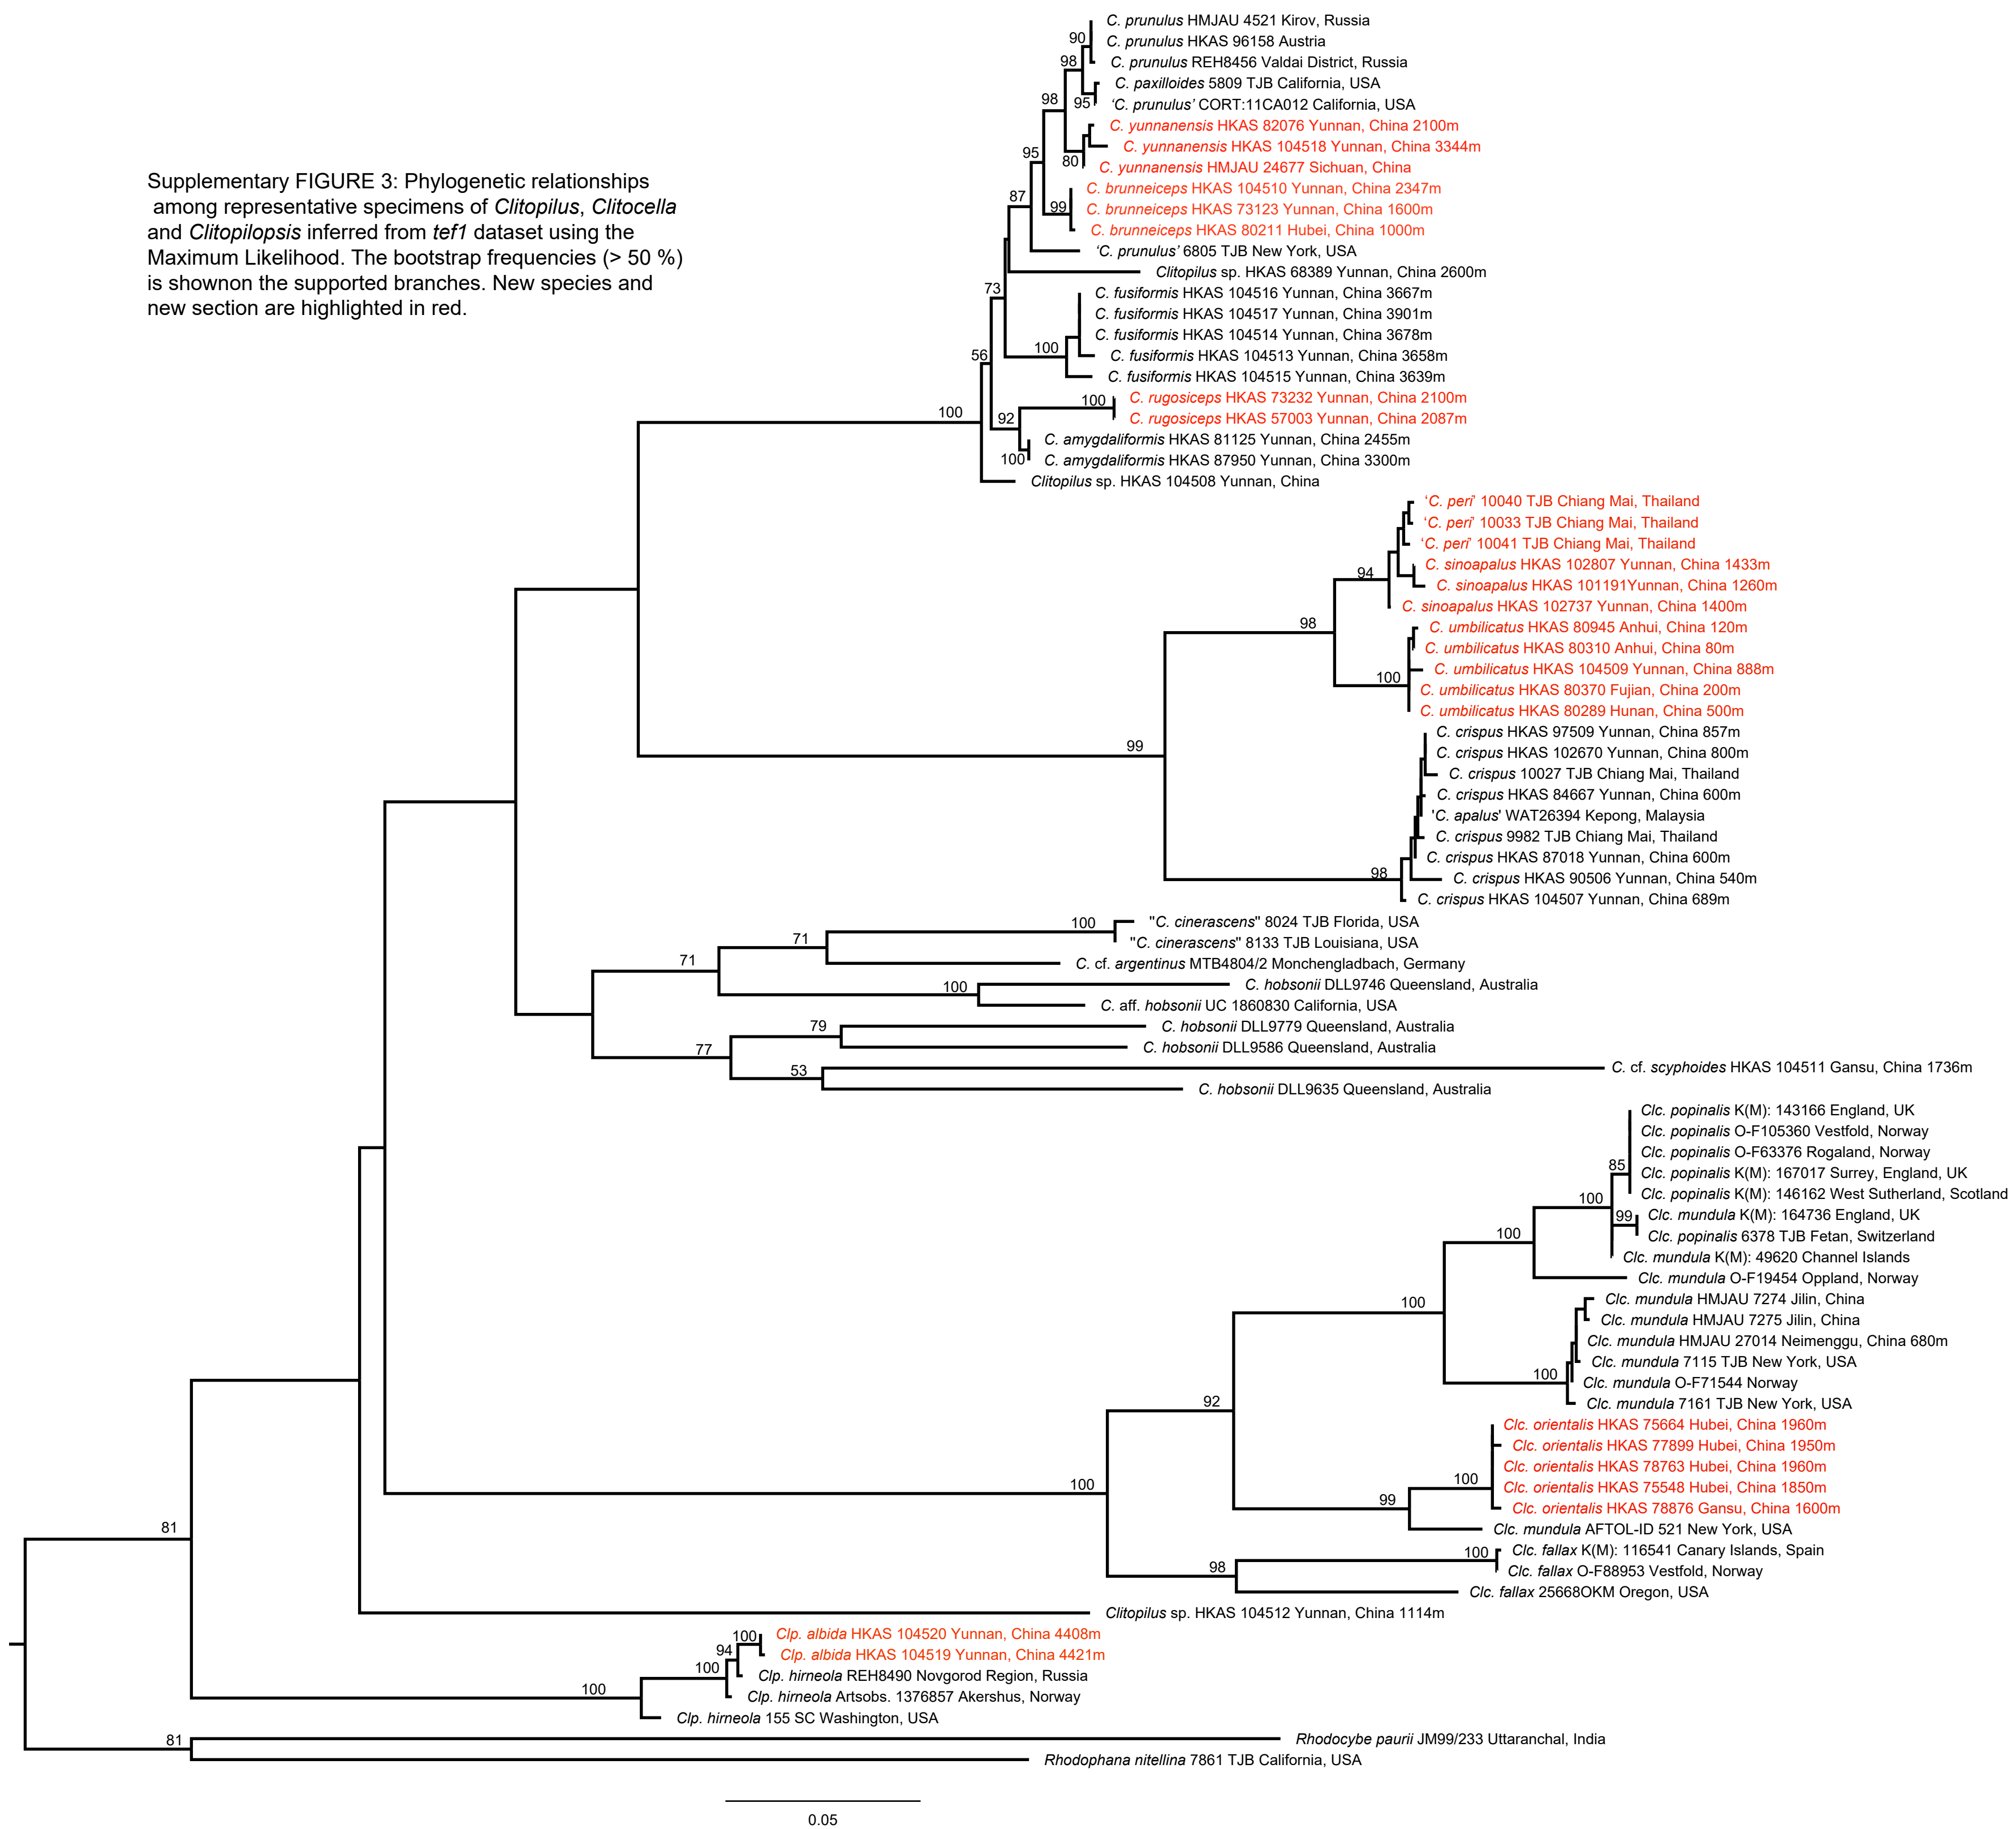 Supplementary FIGURE 3: Phylogenetic relationships
among representative specimens of Clitopilus, Clitocella
and Clitopilopsis inferred from tef1 dataset using the
Maximum Likelihood. The bootstrap frequencies (> 50 %)
is shownon the supported branches. New species and
new section are highlighted in red.
C. prunulus HMJAU 4521 Kirov, Russia
90
C. prunulus HKAS 96158 Austria
98
C. prunulus REH8456 Valdai District, Russia
C. paxilloides 5809 TJB California, USA
98
95
‘C. prunulus’ CORT:11CA012 California, USA
C. yunnanensis HKAS 82076 Yunnan, China 2100m
95
C. yunnanensis HKAS 104518 Yunnan, China 3344m
80
C. yunnanensis HMJAU 24677 Sichuan, China
87
C. brunneiceps HKAS 104510 Yunnan, China 2347m
99
C. brunneiceps HKAS 73123 Yunnan, China 1600m
C. brunneiceps HKAS 80211 Hubei, China 1000m
‘C. prunulus’ 6805 TJB New York, USA
Clitopilus sp. HKAS 68389 Yunnan, China 2600m
73
C. fusiformis HKAS 104516 Yunnan, China 3667m
C. fusiformis HKAS 104517 Yunnan, China 3901m
C. fusiformis HKAS 104514 Yunnan, China 3678m
56
100
C. fusiformis HKAS 104513 Yunnan, China 3658m
C. fusiformis HKAS 104515 Yunnan, China 3639m
100
C. rugosiceps HKAS 73232 Yunnan, China 2100m
100
92
C. rugosiceps HKAS 57003 Yunnan, China 2087m
C. amygdaliformis HKAS 81125 Yunnan, China 2455m
100
C. amygdaliformis HKAS 87950 Yunnan, China 3300m
Clitopilus sp. HKAS 104508 Yunnan, China
‘C. peri’ 10040 TJB Chiang Mai, Thailand
‘C. peri’ 10033 TJB Chiang Mai, Thailand
‘C. peri’ 10041 TJB Chiang Mai, Thailand
94
C. sinoapalus HKAS 102807 Yunnan, China 1433m
C. sinoapalus HKAS 101191Yunnan, China 1260m
C. sinoapalus HKAS 102737 Yunnan, China 1400m
98
C. umbilicatus HKAS 80945 Anhui, China 120m
C. umbilicatus HKAS 80310 Anhui, China 80m
C. umbilicatus HKAS 104509 Yunnan, China 888m
100
C. umbilicatus HKAS 80370 Fujian, China 200m
C. umbilicatus HKAS 80289 Hunan, China 500m
99
C. crispus HKAS 97509 Yunnan, China 857m
C. crispus HKAS 102670 Yunnan, China 800m
C. crispus 10027 TJB Chiang Mai, Thailand
C. crispus HKAS 84667 Yunnan, China 600m
'C. apalus' WAT26394 Kepong, Malaysia
C. crispus 9982 TJB Chiang Mai, Thailand
C. crispus HKAS 87018 Yunnan, China 600m
98
C. crispus HKAS 90506 Yunnan, China 540m
C. crispus HKAS 104507 Yunnan, China 689m
100
"C. cinerascens" 8024 TJB Florida, USA
71
"C. cinerascens" 8133 TJB Louisiana, USA
71
C. cf. argentinus MTB4804/2 Monchengladbach, Germany
100
C. hobsonii DLL9746 Queensland, Australia
C. aff. hobsonii UC 1860830 California, USA
79
C. hobsonii DLL9779 Queensland, Australia
77
C. hobsonii DLL9586 Queensland, Australia
53
C. cf. scyphoides HKAS 104511 Gansu, China 1736m
C. hobsonii DLL9635 Queensland, Australia
Clc. popinalis K(M): 143166 England, UK
Clc. popinalis O-F105360 Vestfold, Norway
Clc. popinalis O-F63376 Rogaland, Norway
85
Clc. popinalis K(M): 167017 Surrey, England, UK
100
Clc. popinalis K(M): 146162 West Sutherland, Scotland
99
Clc. mundula K(M): 164736 England, UK
100
Clc. popinalis 6378 TJB Fetan, Switzerland
Clc. mundula K(M): 49620 Channel Islands
Clc. mundula O-F19454 Oppland, Norway
100
Clc. mundula HMJAU 7274 Jilin, China
Clc. mundula HMJAU 7275 Jilin, China
Clc. mundula HMJAU 27014 Neimenggu, China 680m
Clc. mundula 7115 TJB New York, USA
100
Clc. mundula O-F71544 Norway
92
Clc. mundula 7161 TJB New York, USA
Clc. orientalis HKAS 75664 Hubei, China 1960m
Clc. orientalis HKAS 77899 Hubei, China 1950m
Clc. orientalis HKAS 78763 Hubei, China 1960m
100
100
Clc. orientalis HKAS 75548 Hubei, China 1850m
99
Clc. orientalis HKAS 78876 Gansu, China 1600m
81
Clc. mundula AFTOL-ID 521 New York, USA
100
Clc. fallax K(M): 116541 Canary Islands, Spain
98
Clc. fallax O-F88953 Vestfold, Norway
Clc. fallax 25668OKM Oregon, USA
Clitopilus sp. HKAS 104512 Yunnan, China 1114m
100
Clp. albida HKAS 104520 Yunnan, China 4408m
94
Clp. albida HKAS 104519 Yunnan, China 4421m
100
Clp. hirneola REH8490 Novgorod Region, Russia
100
Clp. hirneola Artsobs. 1376857 Akershus, Norway
Clp. hirneola 155 SC Washington, USA
81
Rhodocybe paurii JM99/233 Uttaranchal, India
Rhodophana nitellina 7861 TJB California, USA
0.05